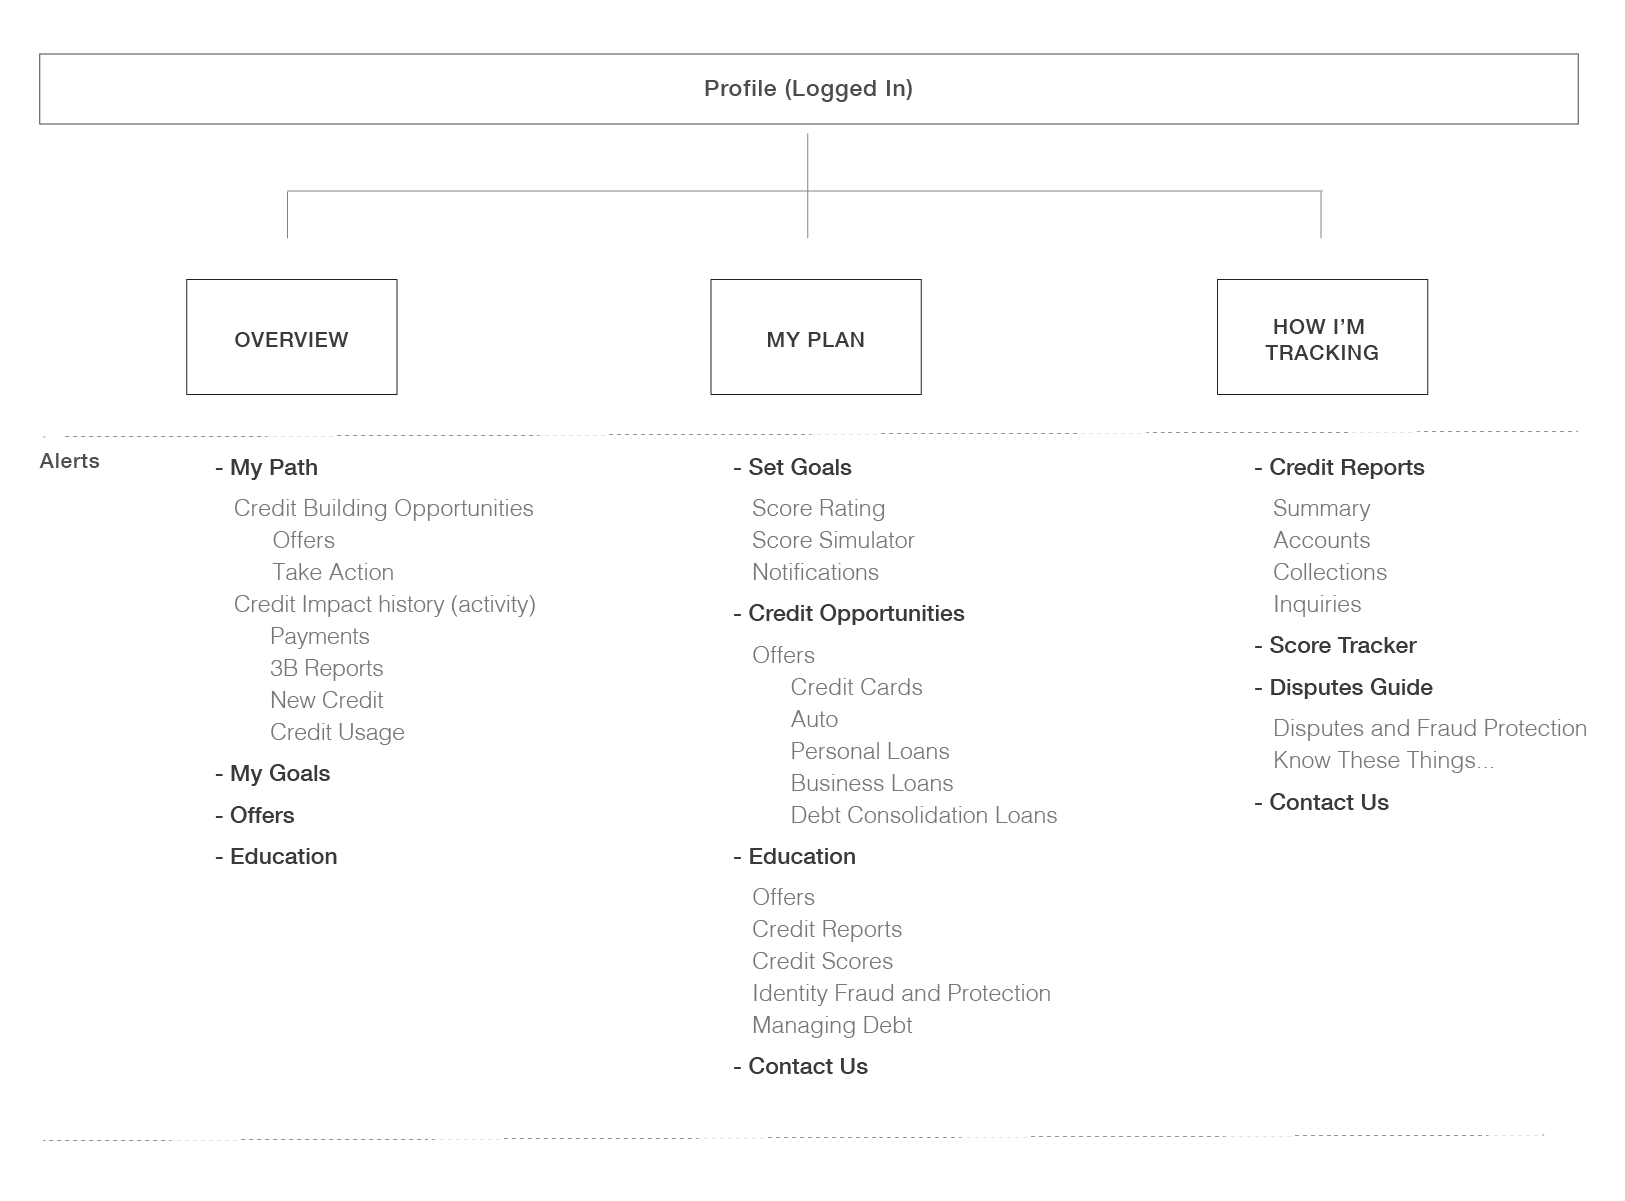 Profile (Logged In)
OVERVIEW
MY PLAN
HOW I’M
TRACKING
Alerts
- My Path
Credit Building Opportunities
Offers
Take Action
Credit Impact history (activity)
Payments
3B Reports
New Credit
Credit Usage
- My Goals
- Offers
- Education
- Set Goals
Score Rating
Score Simulator
Notifications
- Credit Opportunities
Offers
Credit Cards
Auto
Personal Loans
Business Loans
Debt Consolidation Loans
- Education
Offers
Credit Reports
Credit Scores
Identity Fraud and Protection
Managing Debt
- Contact Us
- Credit Reports
Summary
Accounts
Collections
Inquiries
- Score Tracker
- Disputes Guide
Disputes and Fraud Protection
Know These Things...
- Contact Us